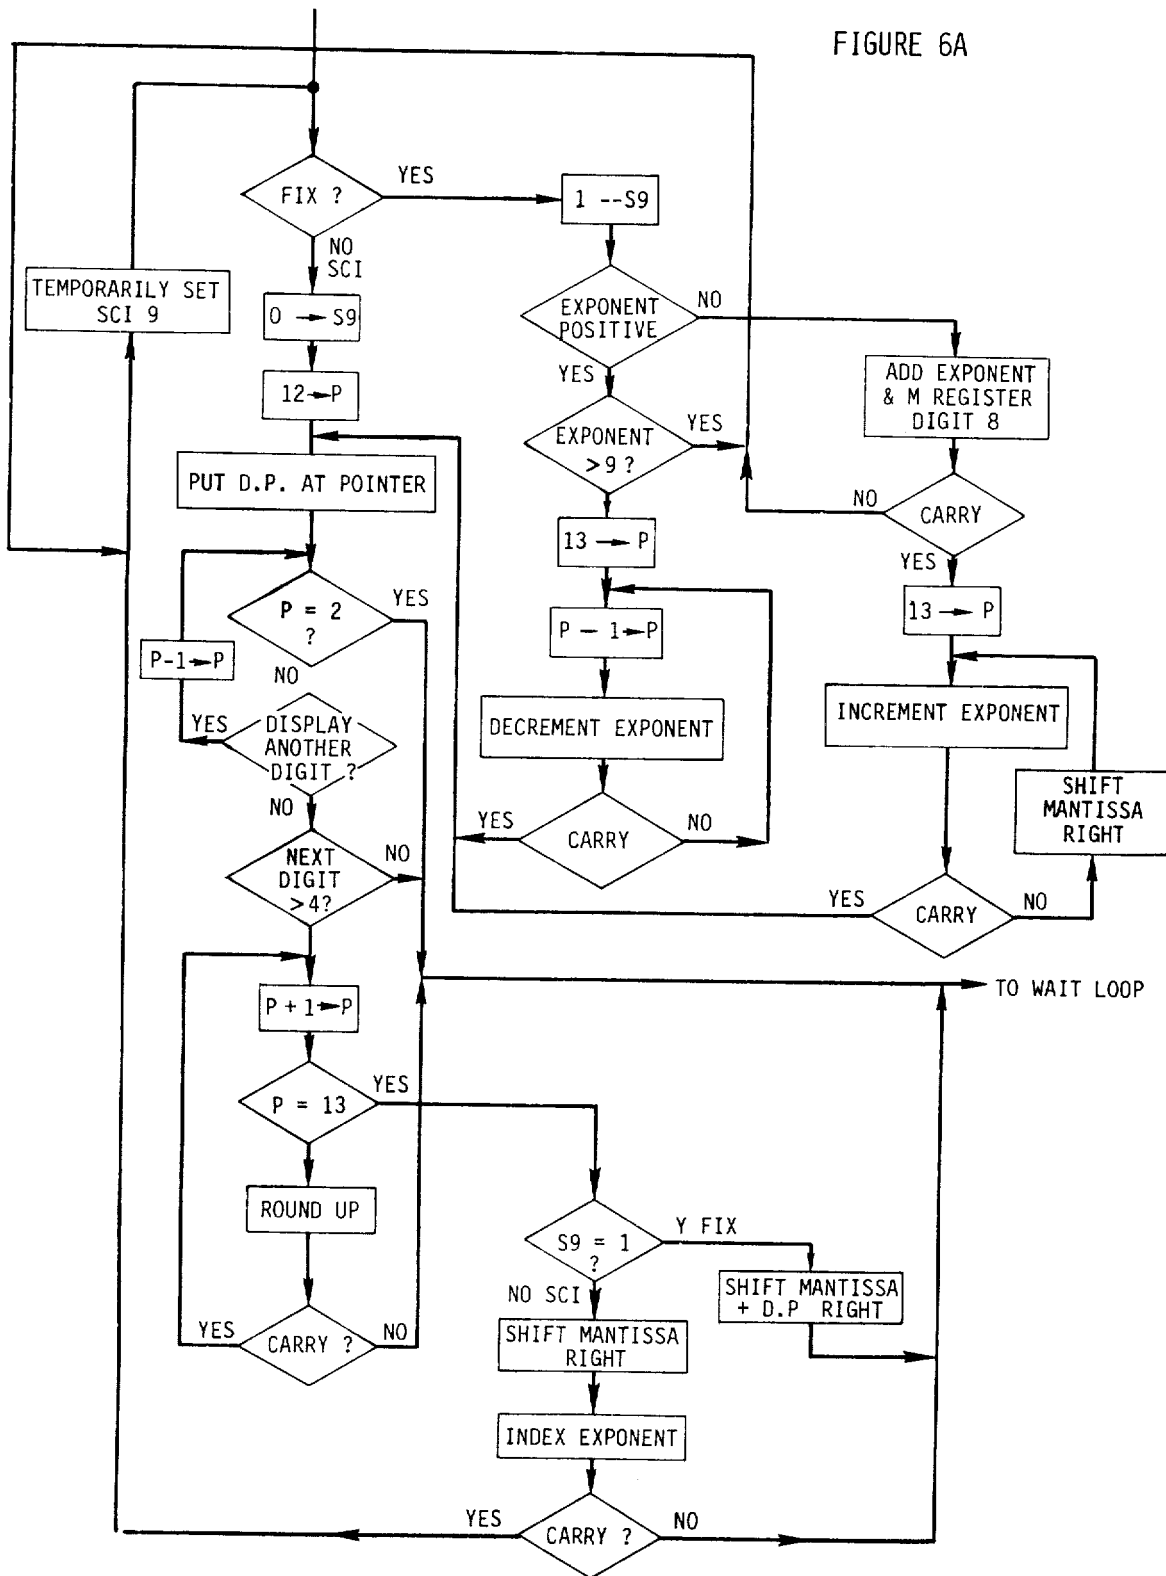 FIGURE 6A
FIX ?
YES
NO
SCI
TEMPORARILY SET
SCI 9
0 → S9
12→P
PUT D.P. AT POINTER
P = 2
?
YES
NO
P-1→P
DISPLAY
ANOTHER
DIGIT ?
YES
NO
NEXT
DIGIT
>4?
NO
P + 1→P
P = 13
YES
ROUND UP
CARRY ?
YES
NO
1 --S9
EXPONENT
POSITIVE
NO
YES
EXPONENT
>9 ?
YES
13 → P
P - 1→P
DECREMENT EXPONENT
CARRY
YES
NO
ADD EXPONENT
& M REGISTER
DIGIT 8
CARRY
NO
YES
13 → P
INCREMENT EXPONENT
SHIFT
MANTISSA
RIGHT
CARRY
YES
NO
TO WAIT LOOP
S9 = 1
?
Y FIX
NO SCI
SHIFT MANTISSA
+ D.P RIGHT
SHIFT MANTISSA
RIGHT
INDEX EXPONENT
CARRY ?
YES
NO